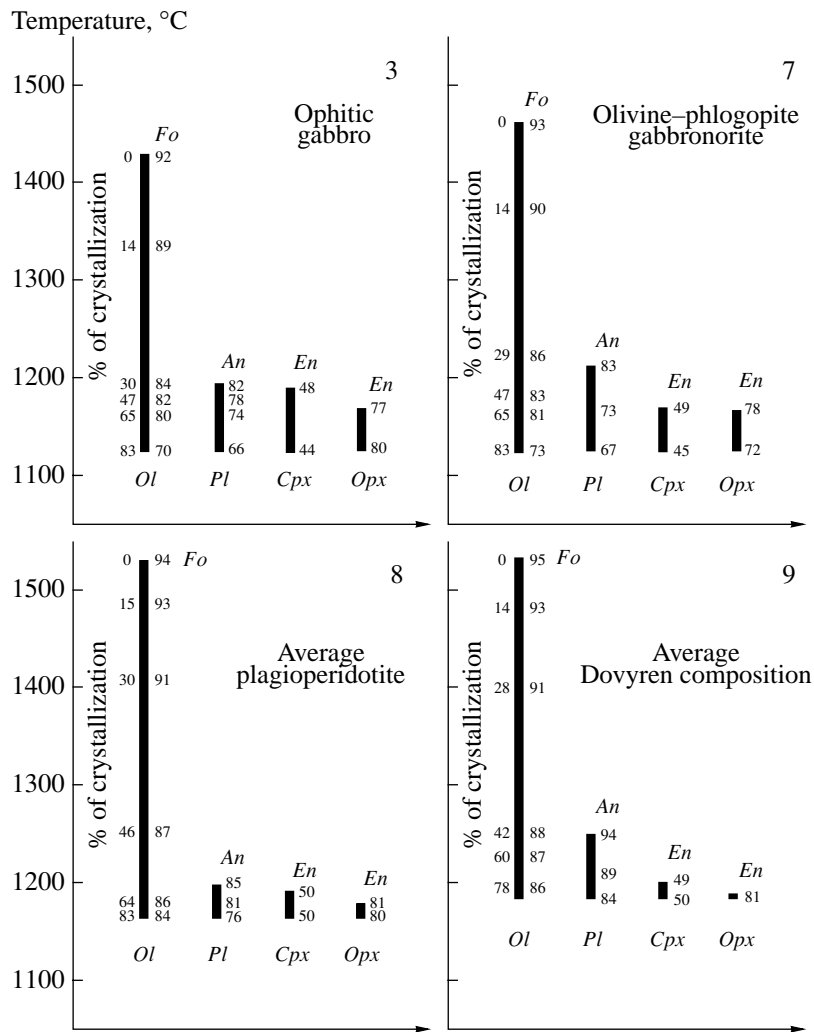 Temperature, °C
1500
1400
1300
1200
1100
% of crystallization
3
Ophitic
gabbro
Fo
0 92
14 89
30 84
47 82
65 80
83 70
Ol
An
82
78
74
66
Pl
En
48
44
Cpx
En
77
80
Opx
7
Olivine–phlogopite
gabbronorite
% of crystallization
Fo
0 93
14 90
29 86
47 83
65 81
83 73
Ol
An
83
73
67
Pl
En
49
45
Cpx
En
78
72
Opx
1500
1400
1300
1200
1100
% of crystallization
8
Average
plagioperidotite
0 94 Fo
15 93
30 91
46 87
64 86
83 84
Ol
An
85
81
76
Pl
En
50
50
Cpx
En
81
80
Opx
9
Average
Dovyren composition
% of crystallization
0 95 Fo
14 93
28 91
42 88
60 87
78 86
Ol
An
94
89
84
Pl
En
49
50
Cpx
En
81
Opx